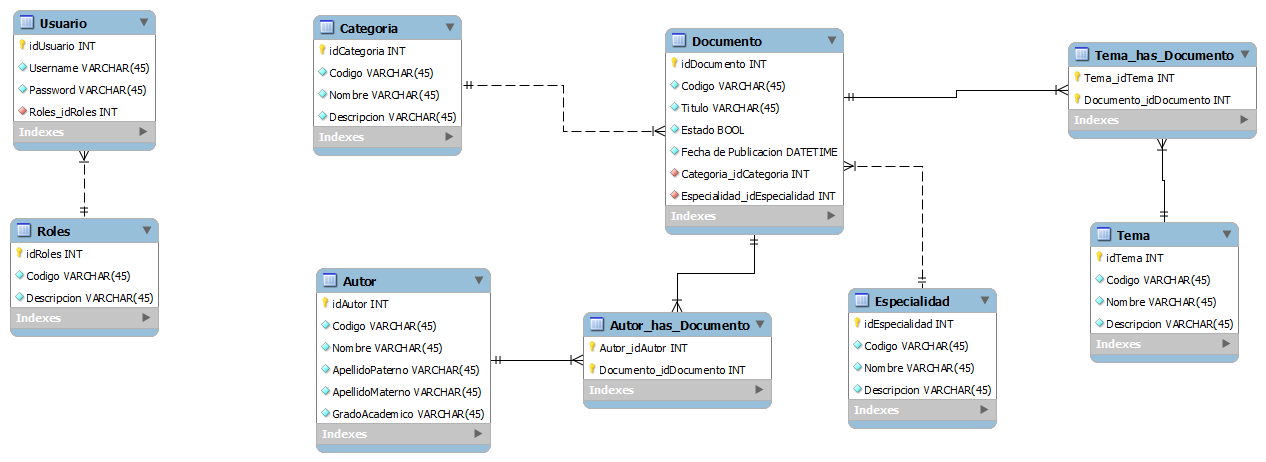 Usuario
idUsuario INT
Username VARCHAR(45)
Password VARCHAR(45)
Roles_idRoles INT
Indexes
Roles
idRoles INT
Codigo VARCHAR(45)
Descripcion VARCHAR(45)
Indexes
Categoria
idCategoria INT
Codigo VARCHAR(45)
Nombre VARCHAR(45)
Descripcion VARCHAR(45)
Indexes
Autor
idAutor INT
Codigo VARCHAR(45)
Nombre VARCHAR(45)
ApellidoPaterno VARCHAR(45)
ApellidoMaterno VARCHAR(45)
GradoAcademico VARCHAR(45)
Indexes
Autor_has_Documento
Autor_idAutor INT
Documento_idDocumento INT
Indexes
Documento
idDocumento INT
Codigo VARCHAR(45)
Titulo VARCHAR(45)
Estado BOOL
Fecha de Publicacion DATETIME
Categoria_idCategoria INT
Especialidad_idEspecialidad INT
Indexes
Especialidad
idEspecialidad INT
Codigo VARCHAR(45)
Nombre VARCHAR(45)
Descripcion VARCHAR(45)
Indexes
Tema_has_Documento
Tema_idTema INT
Documento_idDocumento INT
Indexes
Tema
idTema INT
Codigo VARCHAR(45)
Nombre VARCHAR(45)
Descripcion VARCHAR(45)
Indexes